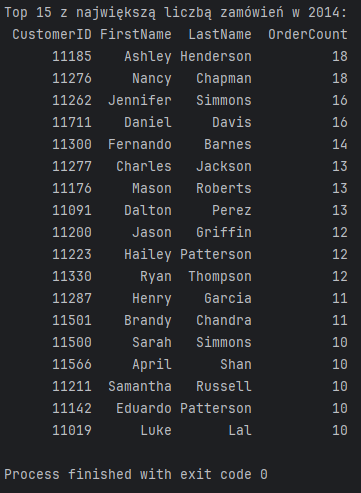 Top 15 z największą liczbą zamówień w 2014:
CustomerID FirstName LastName OrderCount
11185 Ashley Henderson 18
11276 Nancy Chapman 18
11262 Jennifer Simmons 16
11711 Daniel Davis 16
11300 Fernando Barnes 14
11277 Charles Jackson 13
11176 Mason Roberts 13
11091 Dalton Perez 13
11200 Jason Griffin 12
11223 Hailey Patterson 12
11330 Ryan Thompson 12
11287 Henry Garcia 11
11501 Brandy Chandra 11
11500 Sarah Simmons 10
11566 April Shan 10
11211 Samantha Russell 10
11142 Eduardo Patterson 10
11019 Luke Lal 10
Process finished with exit code 0